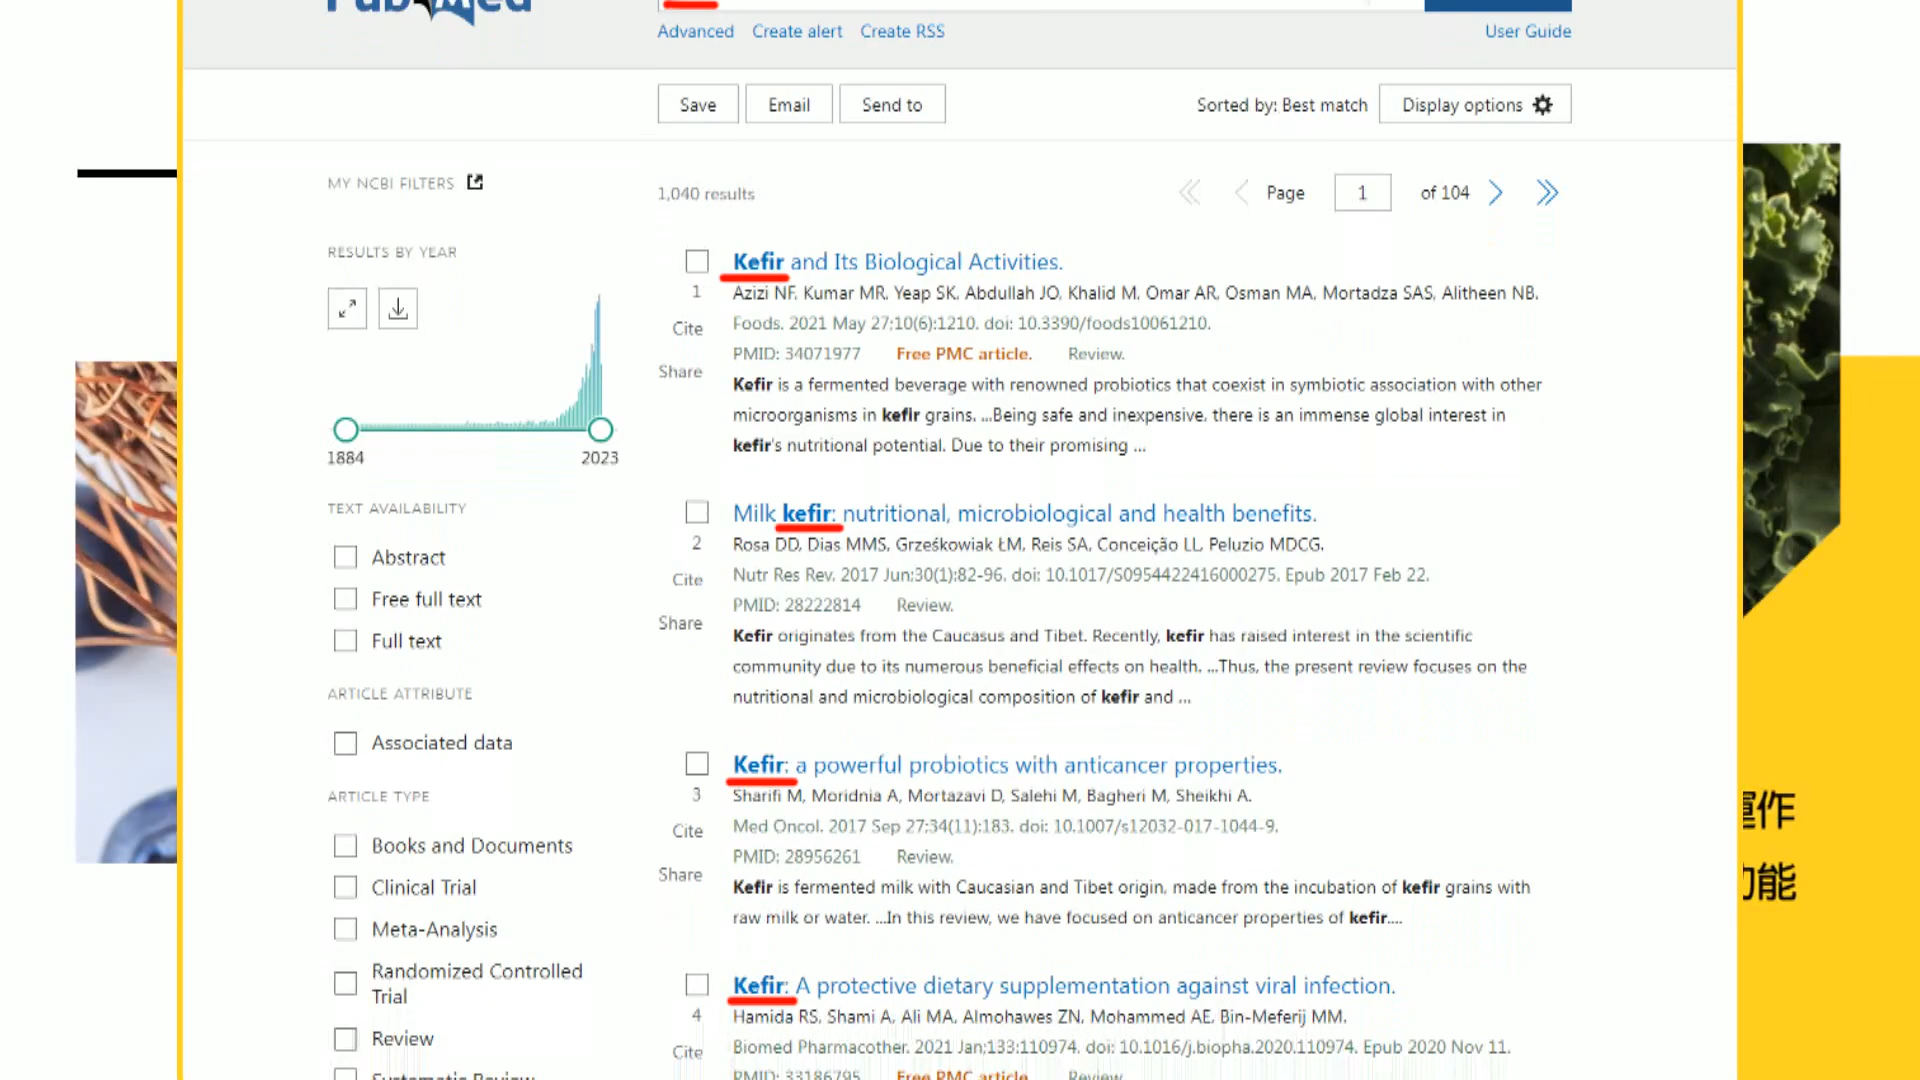 PubMed
Advanced Create alert Create RSS
User Guide
Save Email Send to
Sorted by: Best match Display options
MY NCBI FILTERS
1,040 results
Page 1 of 104
RESULTS BY YEAR
1884 2023
TEXT AVAILABILITY
Abstract
Free full text
Full text
ARTICLE ATTRIBUTE
Associated data
ARTICLE TYPE
Books and Documents
Clinical Trial
Meta-Analysis
Randomized Controlled
Trial
Review
Systematic Review
Kefir and Its Biological Activities.
1
Azizi NF, Kumar MR, Yeap SK, Abdullah JO, Khalid M, Omar AR, Osman MA, Mortadza SAS, Alitheen NB.
Cite
Foods. 2021 May 27;10(6):1210. doi: 10.3390/foods10061210.
PMID: 34071977 Free PMC article. Review.
Share
Kefir is a fermented beverage with renowned probiotics that coexist in symbiotic association with other
microorganisms in kefir grains. ...Being safe and inexpensive, there is an immense global interest in
kefir's nutritional potential. Due to their promising ...
Milk kefir: nutritional, microbiological and health benefits.
2
Rosa DD, Dias MMS, Grześkowiak ŁM, Reis SA, Conceição LL, Peluzio MDCG.
Cite
Nutr Res Rev. 2017 Jun;30(1):82-96. doi: 10.1017/S0954422416000275. Epub 2017 Feb 22.
PMID: 28222814 Review.
Share
Kefir originates from the Caucasus and Tibet. Recently, kefir has raised interest in the scientific
community due to its numerous beneficial effects on health. ...Thus, the present review focuses on the
nutritional and microbiological composition of kefir and ...
Kefir: a powerful probiotics with anticancer properties.
3
Sharifi M, Moridnia A, Mortazavi D, Salehi M, Bagheri M, Sheikhi A.
Cite
Med Oncol. 2017 Sep 27;34(11):183. doi: 10.1007/s12032-017-1044-9.
PMID: 28956261 Review.
Share
Kefir is fermented milk with Caucasian and Tibet origin, made from the incubation of kefir grains with
raw milk or water. ...In this review, we have focused on anticancer properties of kefir....
Kefir: A protective dietary supplementation against viral infection.
4
Hamida RS, Shami A, Ali MA, Almohawes ZN, Mohammed AE, Bin-Meferij MM.
Cite
Biomed Pharmacother. 2021 Jan;133:110974. doi: 10.1016/j.biopha.2020.110974. Epub 2020 Nov 11.
PMID: 33186795 Free PMC article. Review.
運作
功能